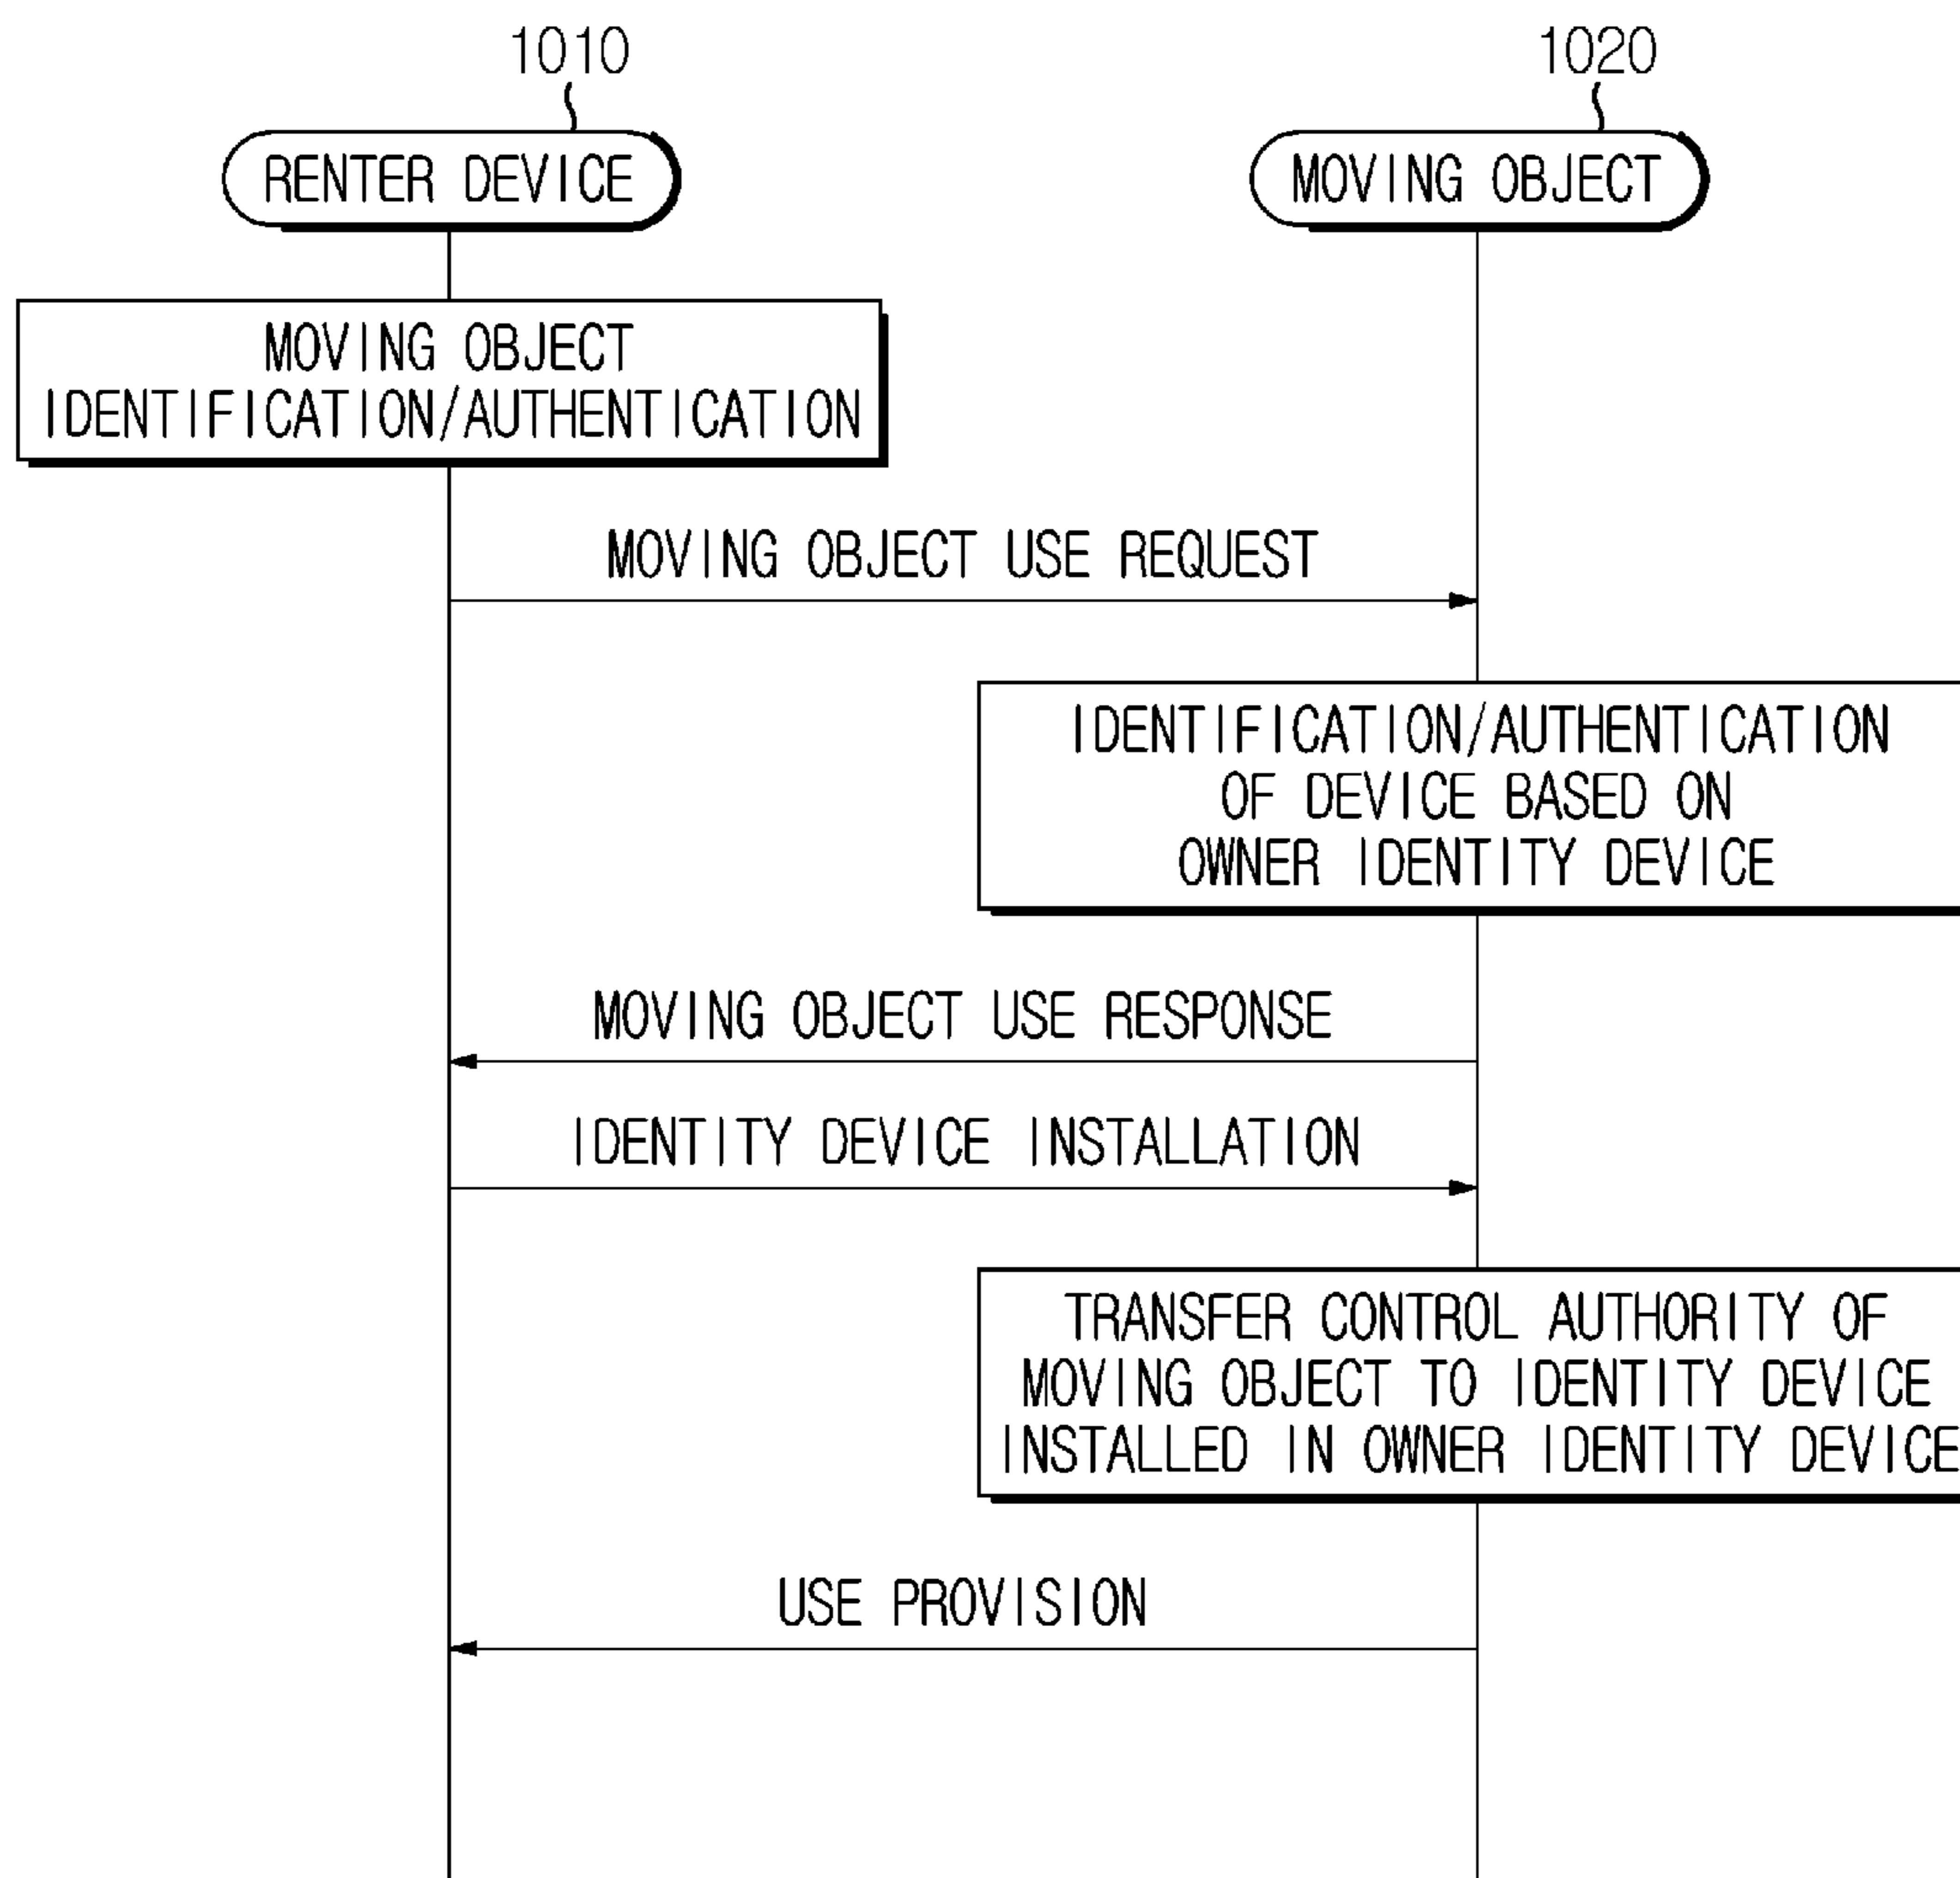 1010
1020
RENTER DEVICE
MOVING OBJECT
MOVING OBJECT
IDENTIFICATION/AUTHENTICATION
MOVING OBJECT USE REQUEST
IDENTIFICATION/AUTHENTICATION
OF DEVICE BASED ON
OWNER IDENTITY DEVICE
MOVING OBJECT USE RESPONSE
IDENTITY DEVICE INSTALLATION
TRANSFER CONTROL AUTHORITY OF
MOVING OBJECT TO IDENTITY DEVICE
INSTALLED IN OWNER IDENTITY DEVICE
USE PROVISION